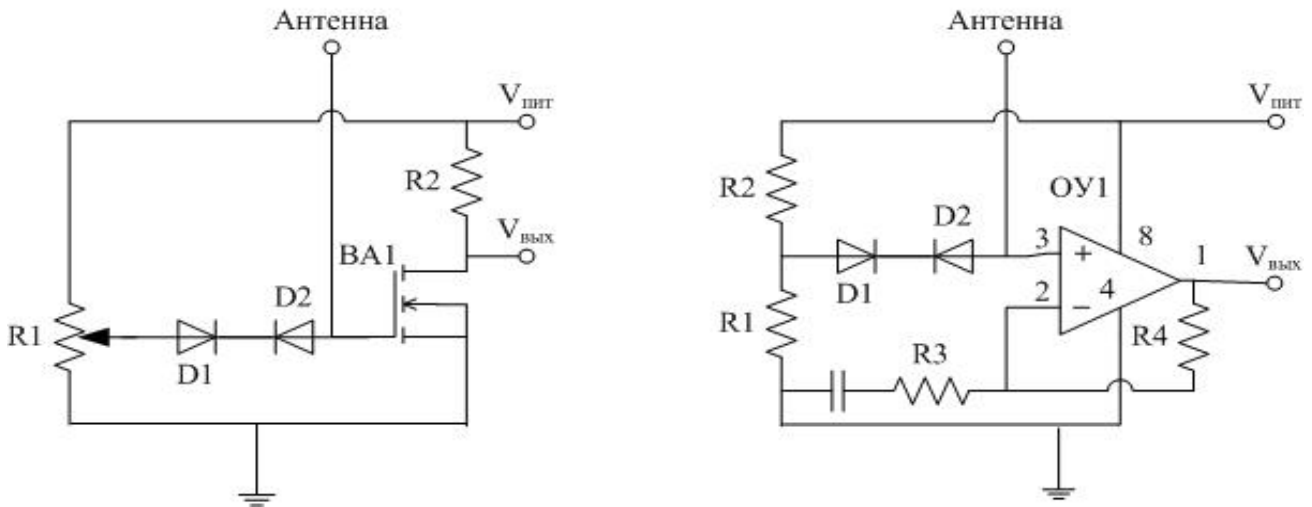 Антенна
Vпит
R2
Vвых
BA1
D2
R1
D1
Антенна
Vпит
R2
ОУ1
D2
3
+
8
1
Vвых
D1
2
−
4
R1
R3
R4